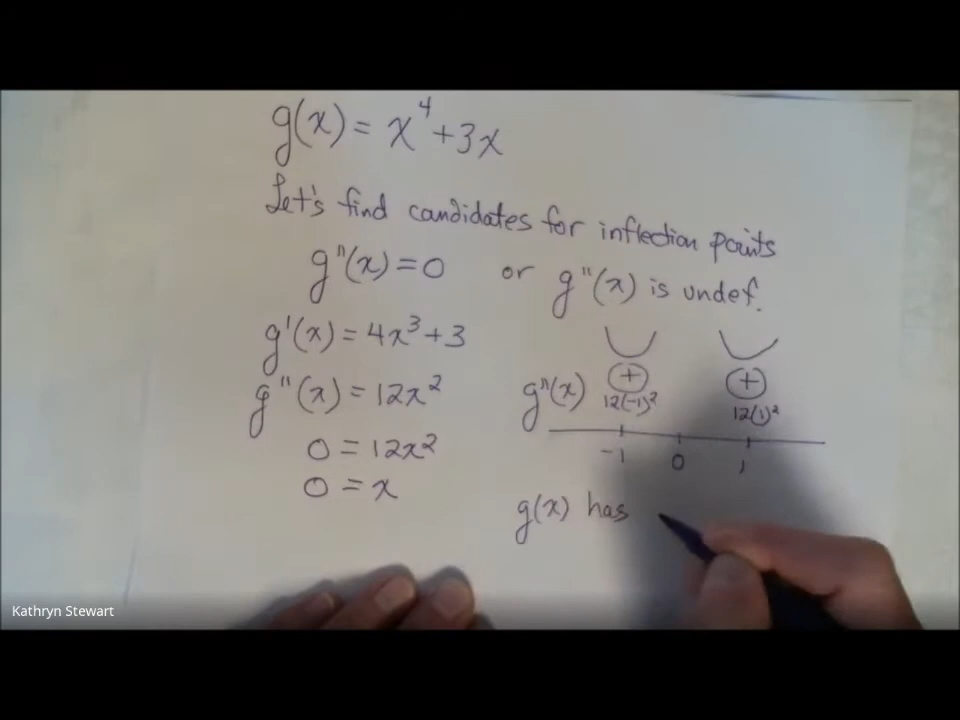 g(x) = x⁴ + 3x
Let's find candidates for inflection points
g"(x) = 0 or g"(x) is undef.
g'(x) = 4x³ + 3
g"(x) = 12x²
0 = 12x²
0 = x
g"(x) + +
12(-1)² 12(1)²
-1 0 1
g(x) has
Kathryn Stewart